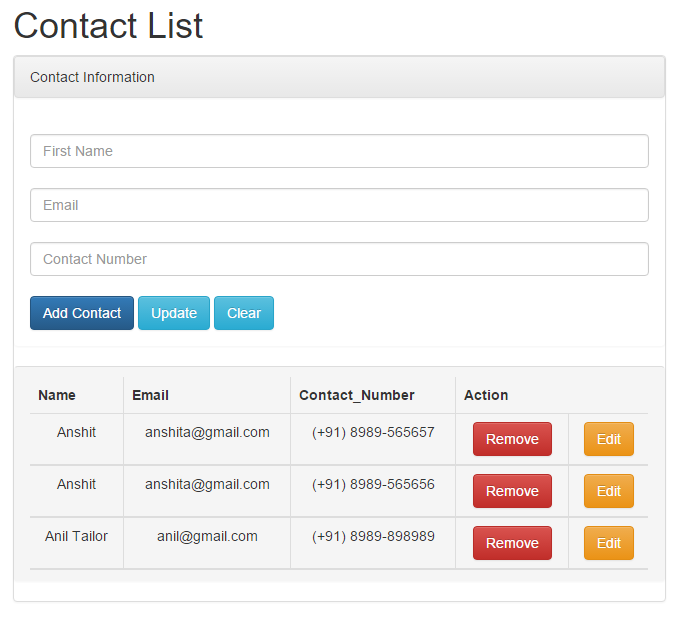 Contact List
Contact Information
First Name
Email
Contact Number
Add Contact Update Clear
Name Email Contact_Number Action
Anshit anshita@gmail.com (+91) 8989-565657 Remove Edit
Anshit anshita@gmail.com (+91) 8989-565656 Remove Edit
Anil Tailor anil@gmail.com (+91) 8989-898989 Remove Edit